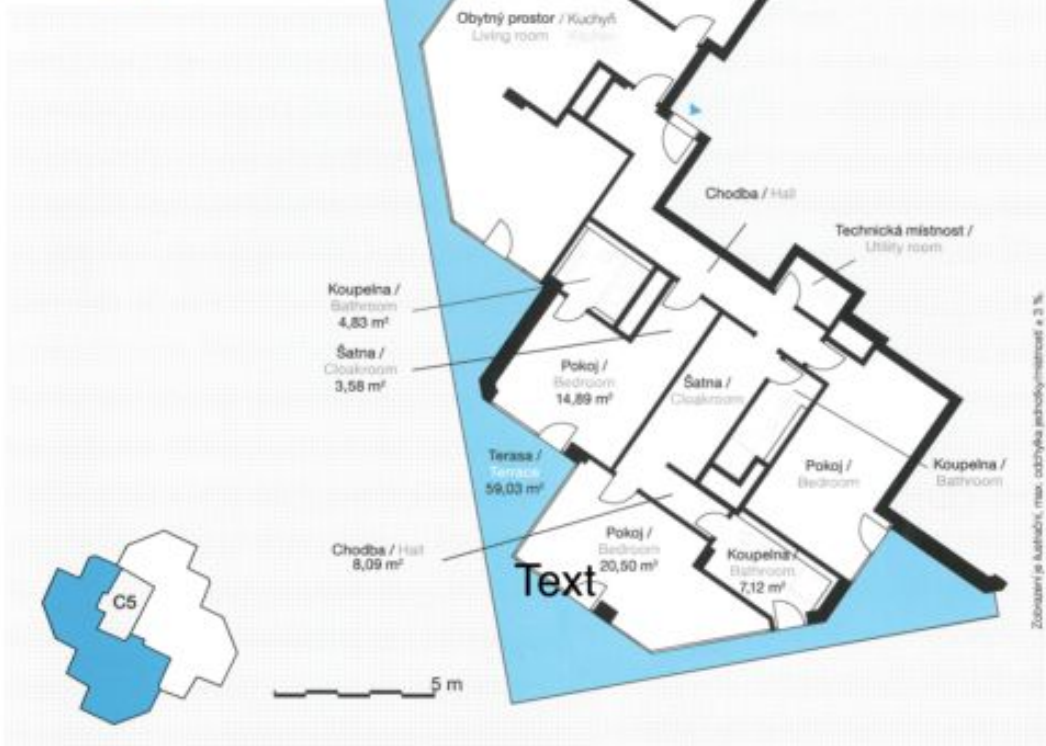 Obytný prostor / Kuchyň
Living room Kitchen
Chodba / Hall
Technická místnost /
Utility room
Koupelna /
Bathroom
4,83 m²
Šatna /
Cloakroom
3,58 m²
Pokoj /
Bedroom
14,89 m²
Šatna /
Cloakroom
Terasa /
Terrace
59,03 m²
Pokoj /
Bedroom
Koupelna /
Bathroom
Chodba / Hall
8,09 m²
Pokoj /
Bedroom
20,50 m²
Koupelna /
Bathroom
7,12 m²
Text
C5
5 m
Zobrazení je ilustrační, max. odchylka jednotky/místností ± 3 %.